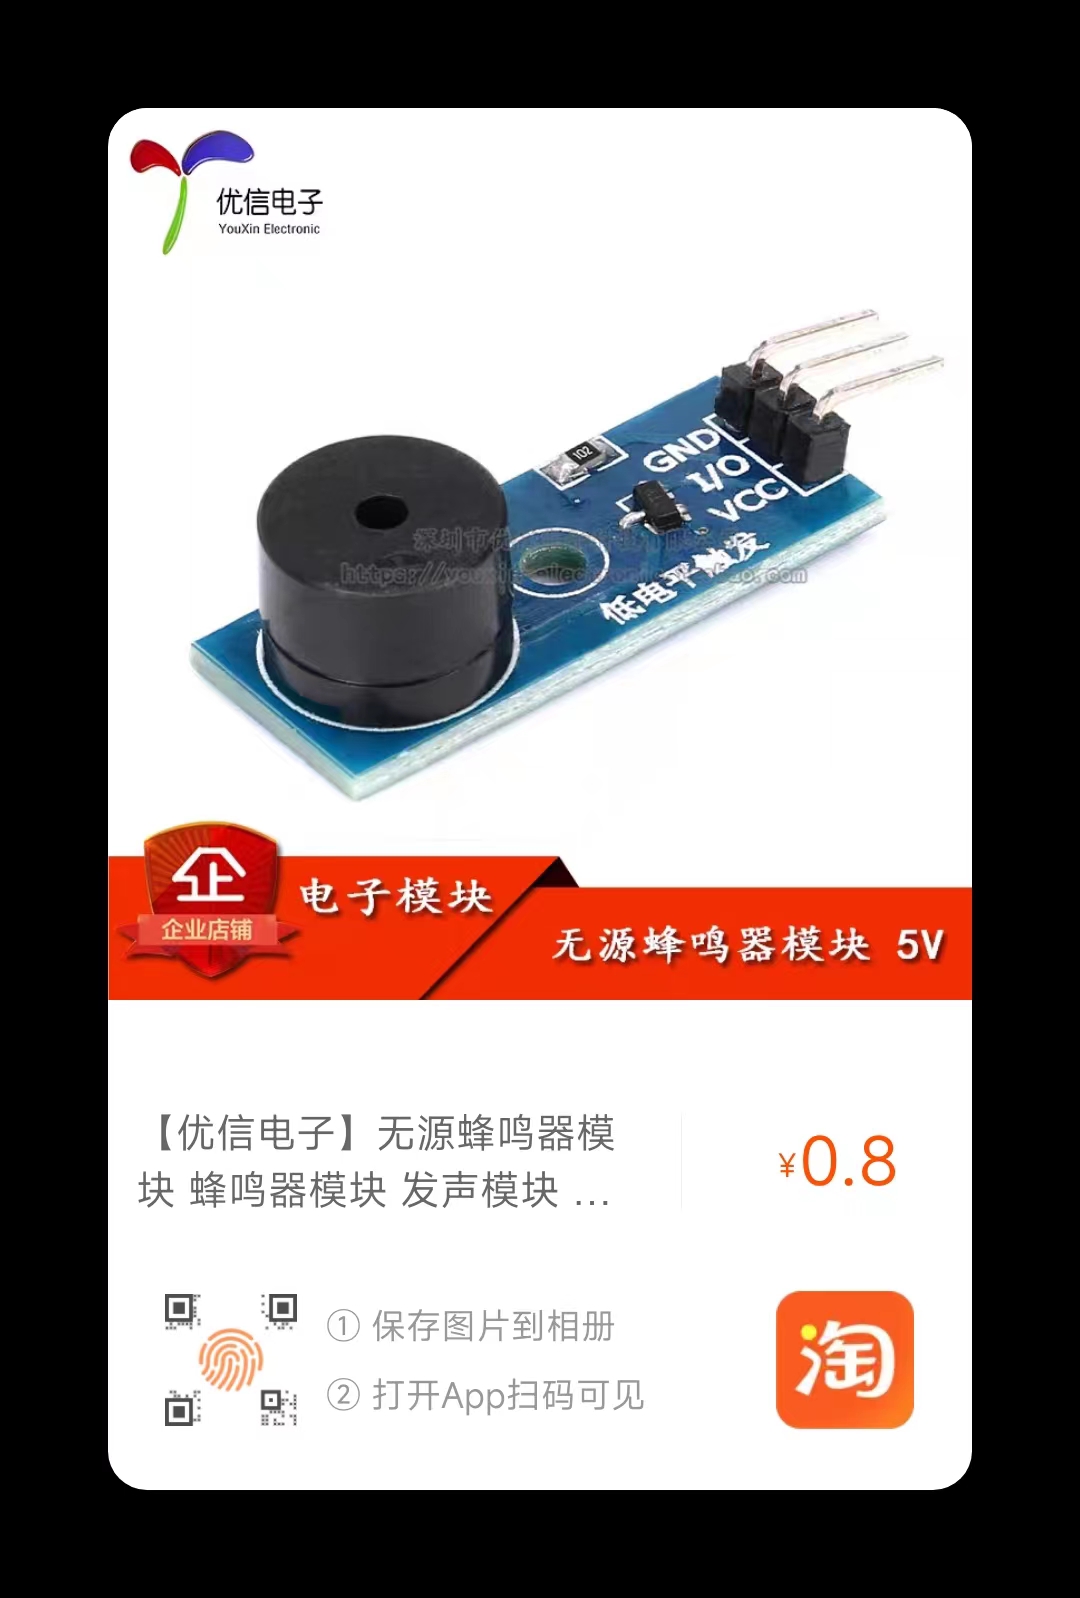 优信电子
YouXin Electronic
102
GND
I/O
VCC
低电平触发
企
企业店铺
电子模块
无源蜂鸣器模块 5V
【优信电子】无源蜂鸣器模
块 蜂鸣器模块 发声模块 ...
¥0.8
① 保存图片到相册
② 打开App扫码可见
淘